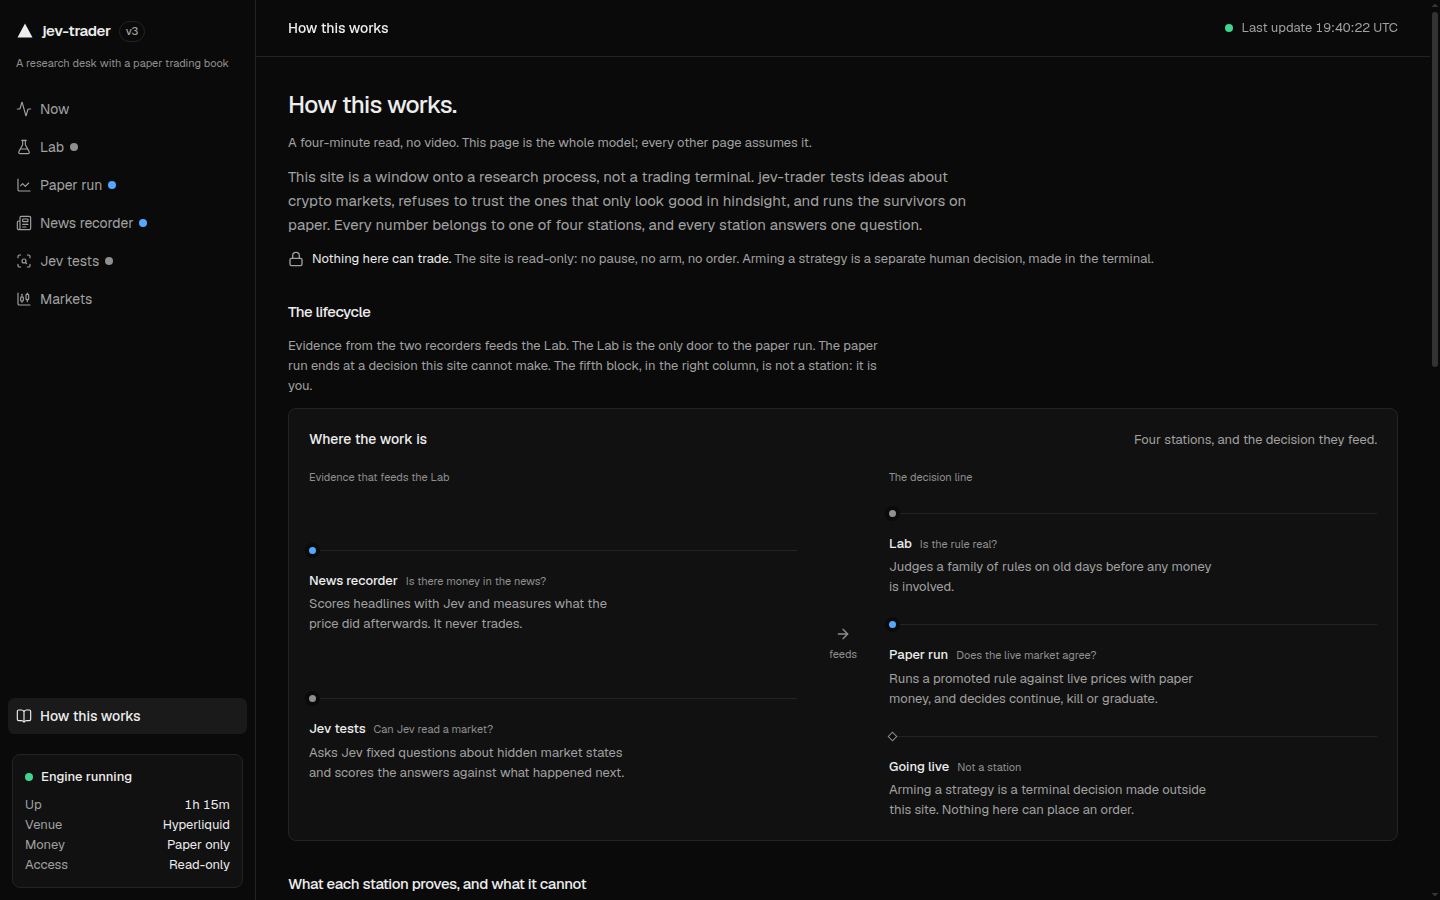 jev-trader v3
A research desk with a paper trading book
Now
Lab
Paper run
News recorder
Jev tests
Markets
How this works
Engine running
Up 1h 15m
Venue Hyperliquid
Money Paper only
Access Read-only
How this works
Last update 19:40:22 UTC
How this works.
A four-minute read, no video. This page is the whole model; every other page assumes it.
This site is a window onto a research process, not a trading terminal. jev-trader tests ideas about
crypto markets, refuses to trust the ones that only look good in hindsight, and runs the survivors on
paper. Every number belongs to one of four stations, and every station answers one question.
Nothing here can trade. The site is read-only: no pause, no arm, no order. Arming a strategy is a separate human decision, made in the terminal.
The lifecycle
Evidence from the two recorders feeds the Lab. The Lab is the only door to the paper run. The paper
run ends at a decision this site cannot make. The fifth block, in the right column, is not a station: it is
you.
Where the work is
Four stations, and the decision they feed.
Evidence that feeds the Lab
News recorder Is there money in the news?
Scores headlines with Jev and measures what the
price did afterwards. It never trades.
Jev tests Can Jev read a market?
Asks Jev fixed questions about hidden market states
and scores the answers against what happened next.
feeds
The decision line
Lab Is the rule real?
Judges a family of rules on old days before any money
is involved.
Paper run Does the live market agree?
Runs a promoted rule against live prices with paper
money, and decides continue, kill or graduate.
Going live Not a station
Arming a strategy is a terminal decision made outside
this site. Nothing here can place an order.
What each station proves, and what it cannot